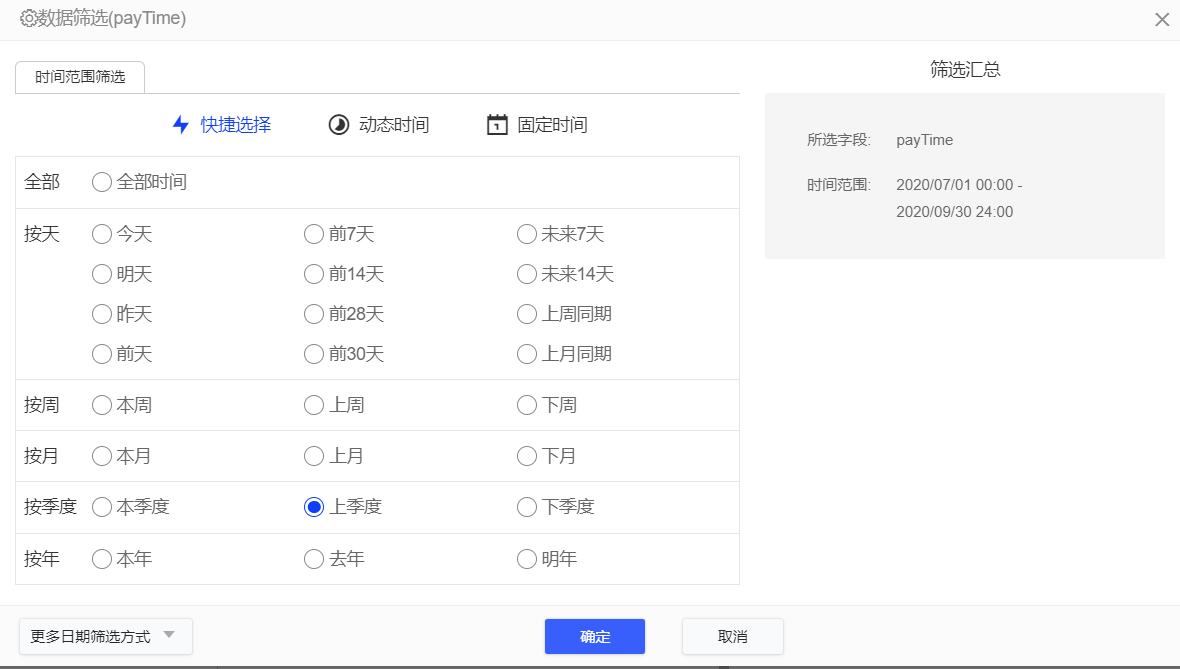 数据筛选(payTime)
时间范围筛选
快捷选择 动态时间 固定时间
全部 全部时间
按天 今天 前7天 未来7天
明天 前14天 未来14天
昨天 前28天 上周同期
前天 前30天 上月同期
按周 本周 上周 下周
按月 本月 上月 下月
按季度 本季度 上季度 下季度
按年 本年 去年 明年
筛选汇总
所选字段: payTime
时间范围: 2020/07/01 00:00 -
2020/09/30 24:00
更多日期筛选方式 确定 取消